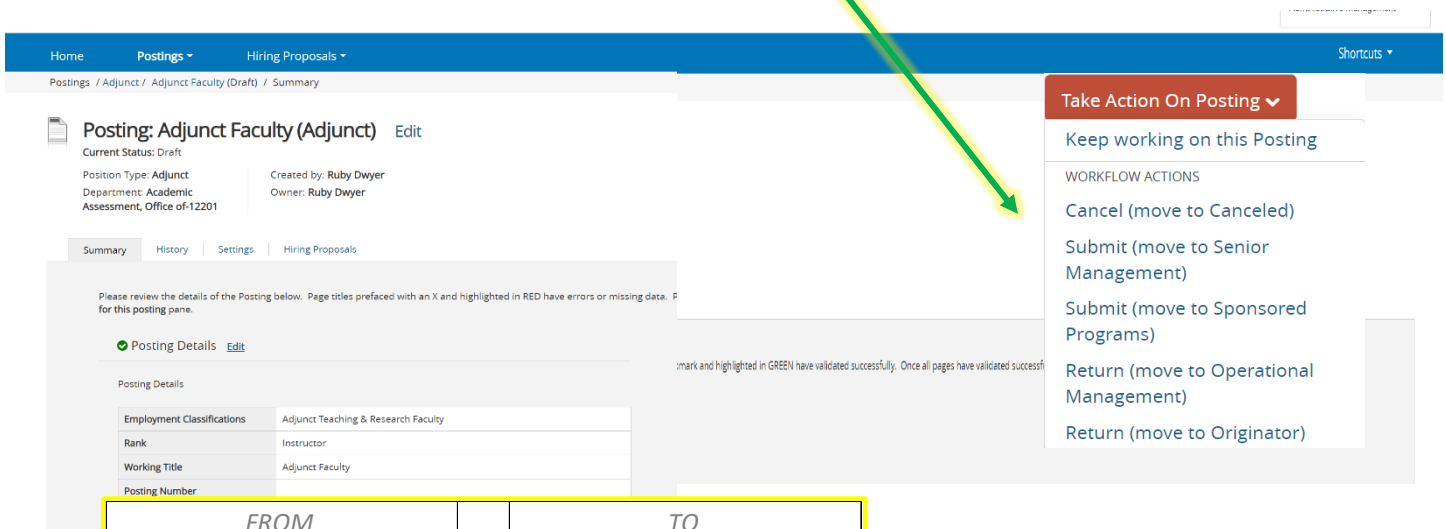 Home Postings Hiring Proposals Shortcuts
Postings / Adjunct / Adjunct Faculty (Draft) / Summary
Take Action On Posting
Posting: Adjunct Faculty (Adjunct) Edit
Keep working on this Posting
Current Status: Draft
Position Type: Adjunct Created by: Ruby Dwyer
WORKFLOW ACTIONS
Department: Academic Owner: Ruby Dwyer
Assessment, Office of-12201
Cancel (move to Canceled)
Submit (move to Senior
Management)
Summary History Settings Hiring Proposals
Submit (move to Sponsored
Programs)
Please review the details of the Posting below. Page titles prefaced with an X and highlighted in RED have errors or missing data.
for this posting pane.
Posting Details Edit
mark and highlighted in GREEN have validated successfully. Once all pages have validated
Return (move to Operational
Management)
Return (move to Originator)
Posting Details
Employment Classifications Adjunct Teaching & Research Faculty
Rank Instructor
Working Title Adjunct Faculty
Posting Number
FROM TO